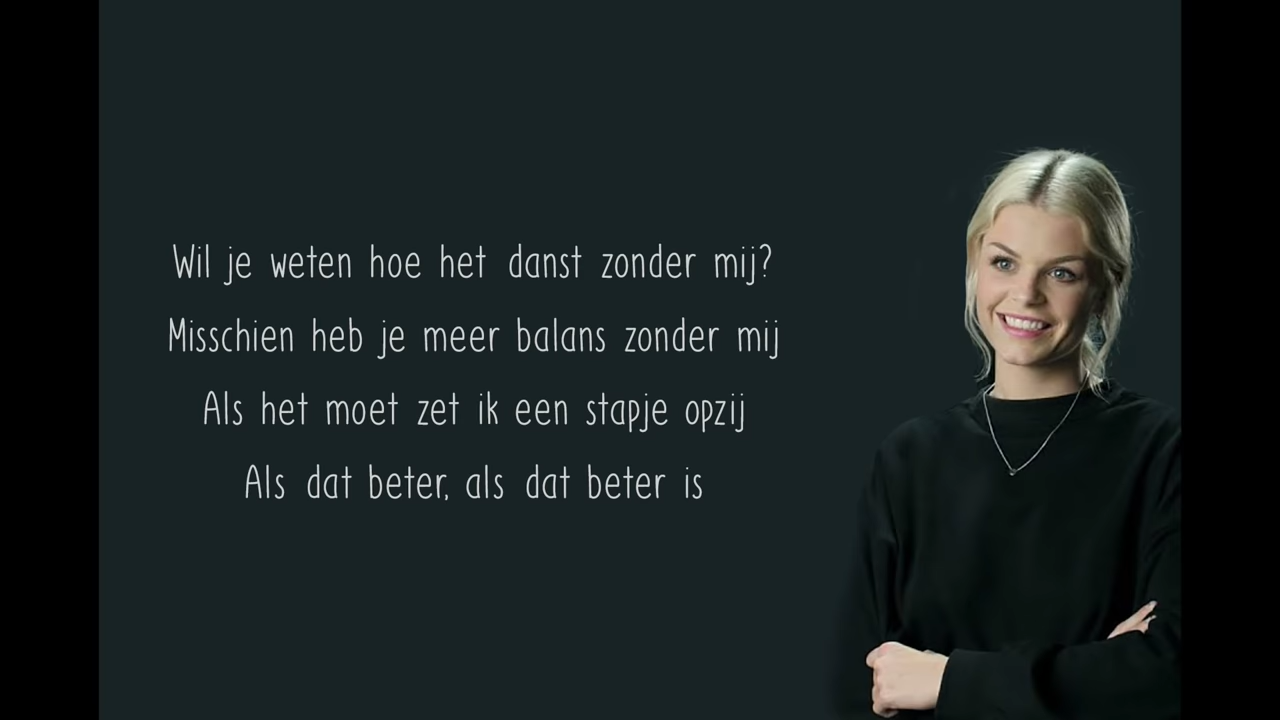 Wil je weten hoe het danst zonder mij?
Misschien heb je meer balans zonder mij
Als het moet zet ik een stapje opzij
Als dat beter, als dat beter is